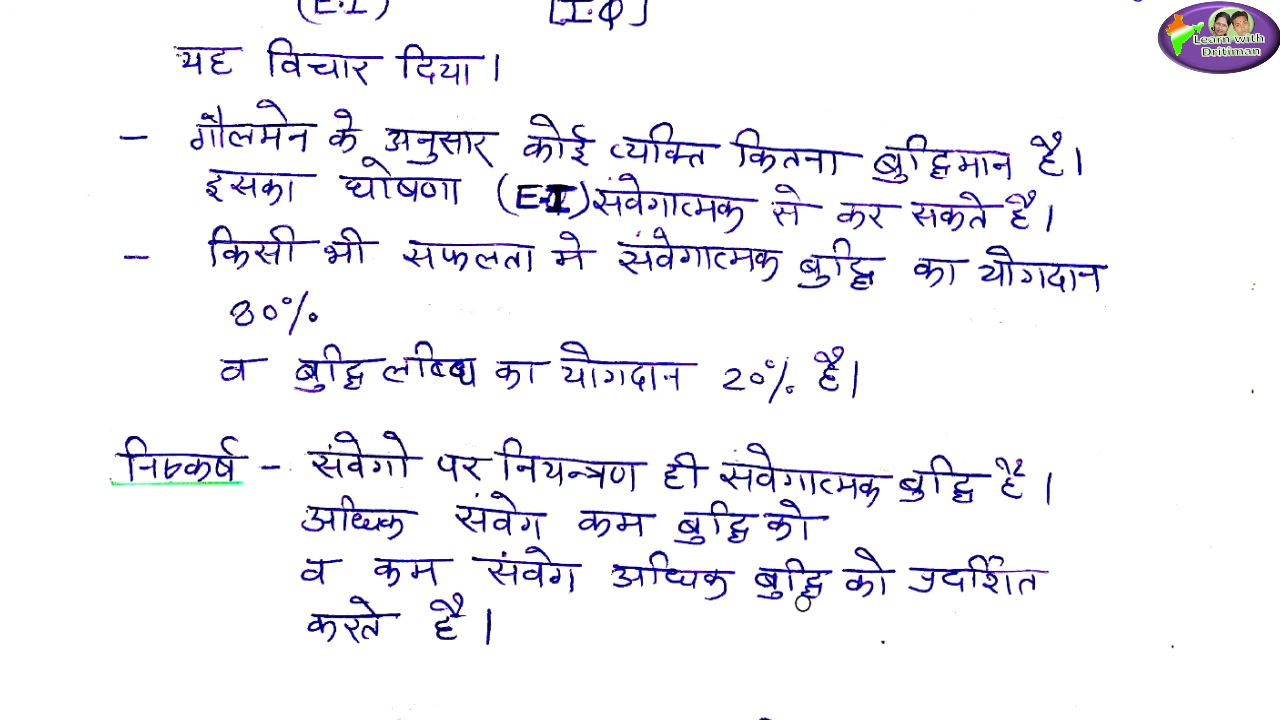 (E.I) [I.Q]
Learn with
Dritiman
यह विचार दिया।
- गौलमेन के अनुसार कोई व्यक्ति कितना बुद्धिमान है।
इसका घोषणा (E.I) संवेगात्मक से कर सकते है।
- किसी भी सफलता मे संवेगात्मक बुद्धि का योगदान
80%
व बुद्धि लब्धि का योगदान 20% है।
निष्कर्ष - संवेगो पर नियन्त्रण ही संवेगात्मक बुद्धि है।
अधिक संवेग कम बुद्धि को
व कम संवेग अधिक बुद्धि को प्रदर्शित
करते है।